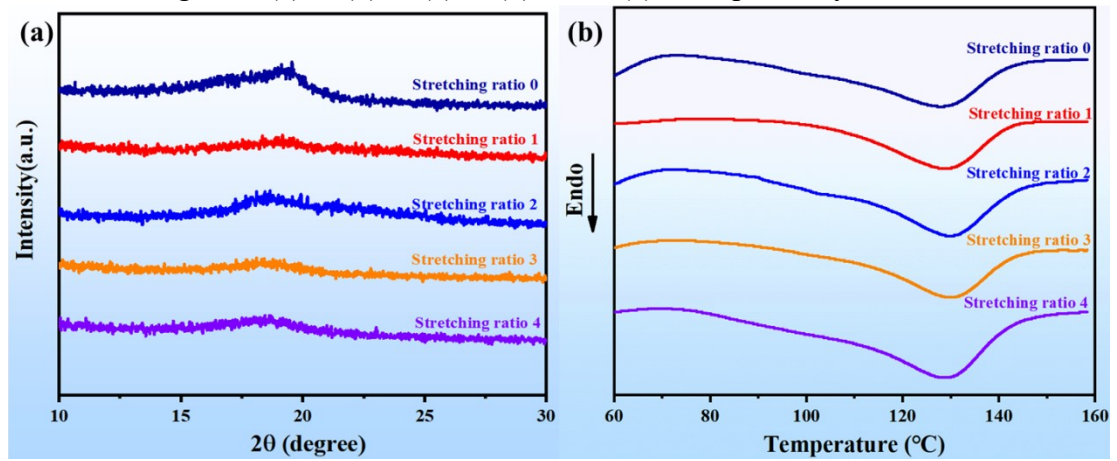 (a)
Stretching ratio 0
Stretching ratio 1
Stretching ratio 2
Stretching ratio 3
Stretching ratio 4
Intensity(a.u.)
10 15 20 25 30
2θ (degree)
(b)
Stretching ratio 0
Stretching ratio 1
Stretching ratio 2
Stretching ratio 3
Stretching ratio 4
Endo
60 80 100 120 140 160
Temperature (°C)